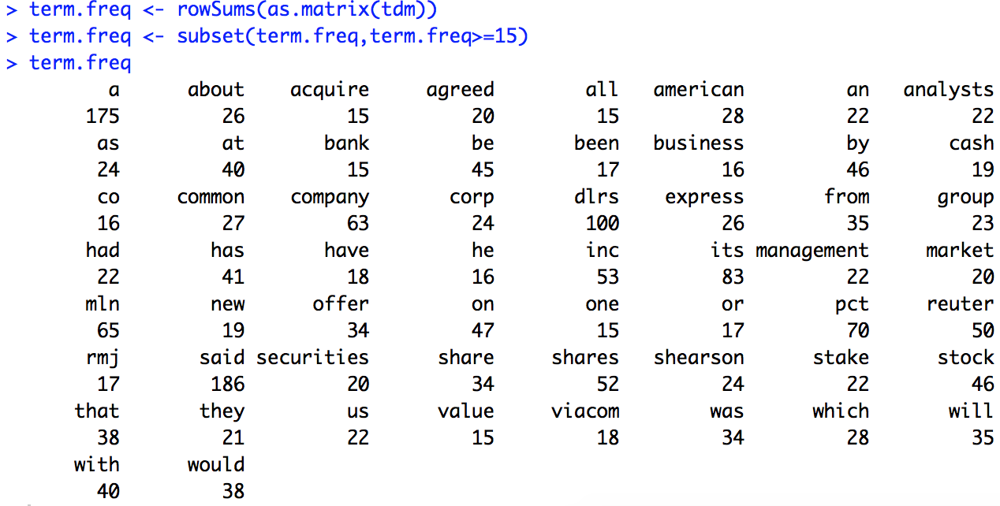 > term.freq <- rowSums(as.matrix(tdm))
> term.freq <- subset(term.freq,term.freq>=15)
> term.freq
a about acquire agreed all american an analysts
175 26 15 20 15 28 22 22
as at bank be been business by cash
24 40 15 45 17 16 46 19
co common company corp dlrs express from group
16 27 63 24 100 26 35 23
had has have he inc its management market
22 41 18 16 53 83 22 20
mln new offer on one or pct reuter
65 19 34 47 15 17 70 50
rmj said securities share shares shearson stake stock
17 186 20 34 52 24 22 46
that they us value viacom was which will
38 21 22 15 18 34 28 35
with would
40 38